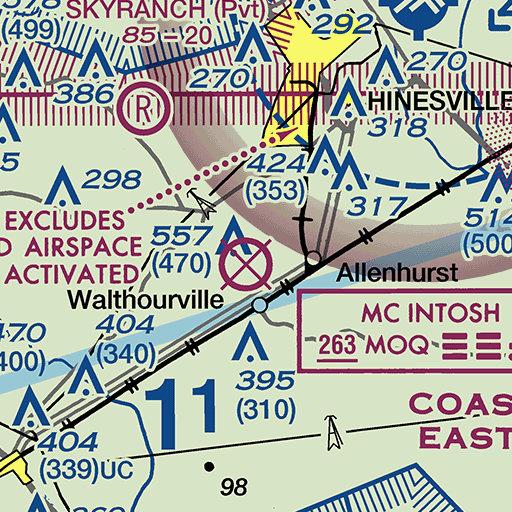 578
(499)
SKYRANCH (Pvt)
85-20
292
270
270
386
R
HINESVILLE
318
5
424
(353)
298
317
514
(500
EXCLUDES
D AIRSPACE
ACTIVATED
557
(470)
Allenhurst
Walthourville
MC INTOSH
263 MOQ
470
400)
404
(340)
395
(310)
11
COAS
EAST
404
(339)UC
98